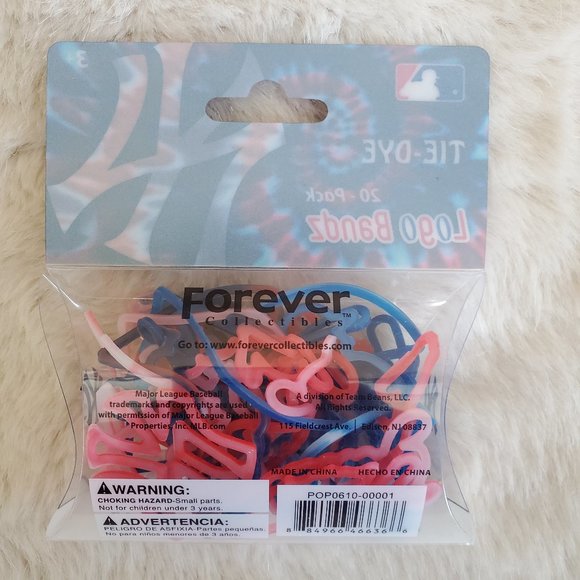 TIE-DYE
20 - Pack
Logo Bandz
Forever
Collectibles™
Go to: www.forevercollectibles.com
Major League Baseball
trademarks and copyrights are used
with permission of Major League Baseball
Properties, Inc. MLB.com
A division of Team Beans, LLC.
All Rights Reserved.
115 Fieldcrest Ave. | Edisen, NJ 08837
MADE IN CHINA HECHO EN CHINA
WARNING:
CHOKING HAZARD-Small parts.
Not for children under 3 years.
ADVERTENCIA:
PELIGRO DE ASFIXIA-Partes pequeñas.
No para niños menores de 3 años.
POP0610-00001
8 84966 46636 6